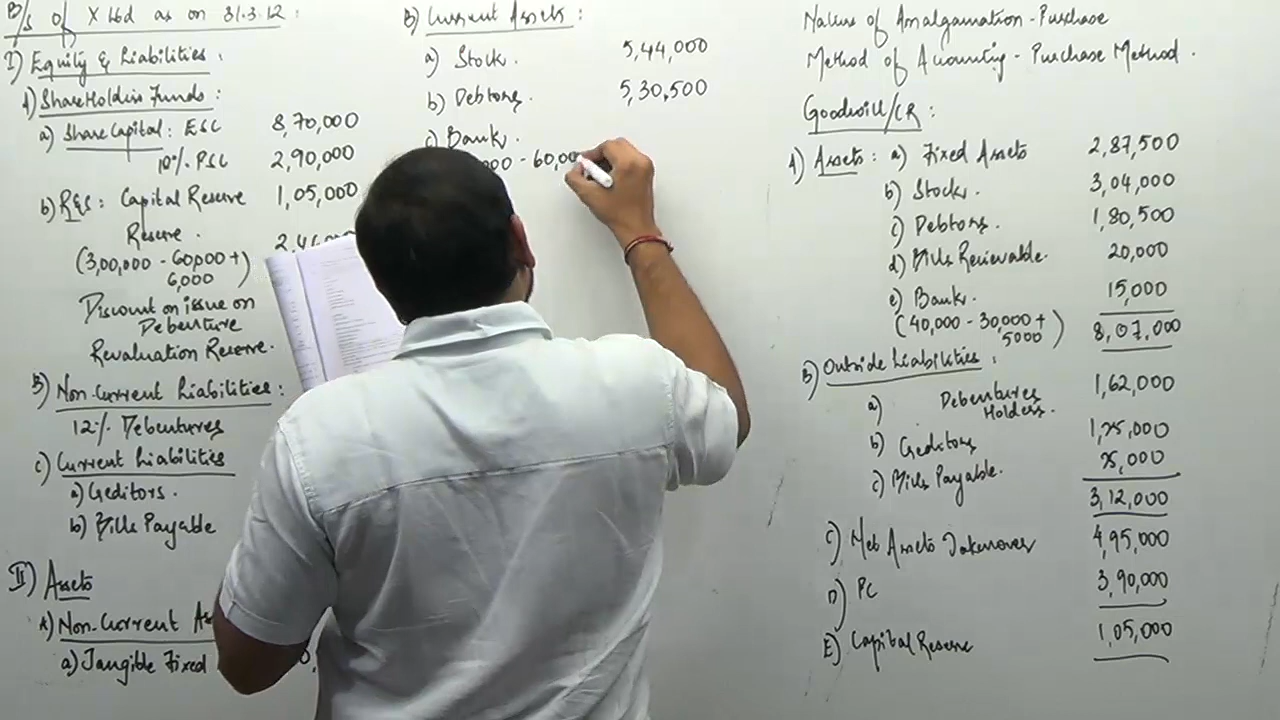 B/s of X Ltd as on 31.3.12 :
I) Equity & Liabilities :
1) ShareHolders Funds :
a) Share Capital : ESC 8,70,000
10% PSC 2,90,000
b) R&S : Capital Reserve 1,05,000
Reserve.
(3,00,000 - 60,000 +
6,000)
Discount on issue on
Debenture
Revaluation Reserve.
B) Non-Current Liabilities :
12% Debentures
c) Current Liabilities
a) Creditors.
b) Bills Payable
II) Assets
A) Non-Current
a) Tangible Fixed
B) Current Assets :
a) Stock. 5,44,000
b) Debtors. 5,30,500
c) Bank.
- 60,00
Nature of Amalgamation - Purchase
Method of Accounting - Purchase Method.
Goodwill/CR :
A) Assets : a) Fixed Assets 2,87,500
b) Stock. 3,04,000
c) Debtors. 1,80,500
d) Bills Recievable. 20,000
e) Bank. 15,000
(40,000 - 30,000 +
5000) 8,07,000
B) Outside Liabilities :
a) Debentures 1,62,000
Holders.
b) Creditors 1,25,000
c) Bills Payable. 25,000
3,12,000
c) Net Assets Takenover 4,95,000
D) PC 3,90,000
E) Capital Reserve 1,05,000